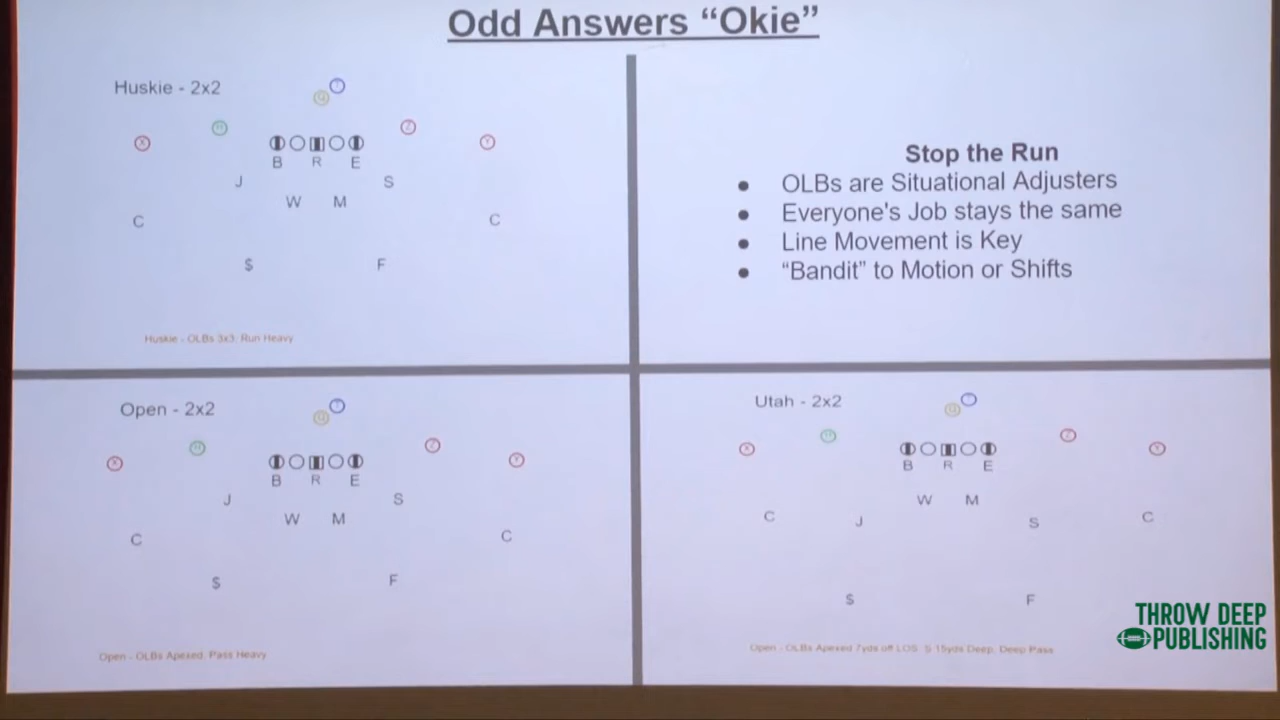 Odd Answers “Okie”
Huskie - 2x2
Q T
X H Z Y
B R E
J S
W M
C C
$ F
Huskie - OLBs 3x3. Run Heavy
Stop the Run
● OLBs are Situational Adjusters
● Everyone's Job stays the same
● Line Movement is Key
● “Bandit” to Motion or Shifts
Open - 2x2
Q T
X H Z Y
B R E
J S
W M
C C
$ F
Open - OLBs Apexed. Pass Heavy
Utah - 2x2
Q T
X H Z Y
B R E
W M
C J S C
$ F
Open - OLBs Apexed 7yds off LOS. S 15yds Deep. Deep Pass
THROW DEEP
PUBLISHING